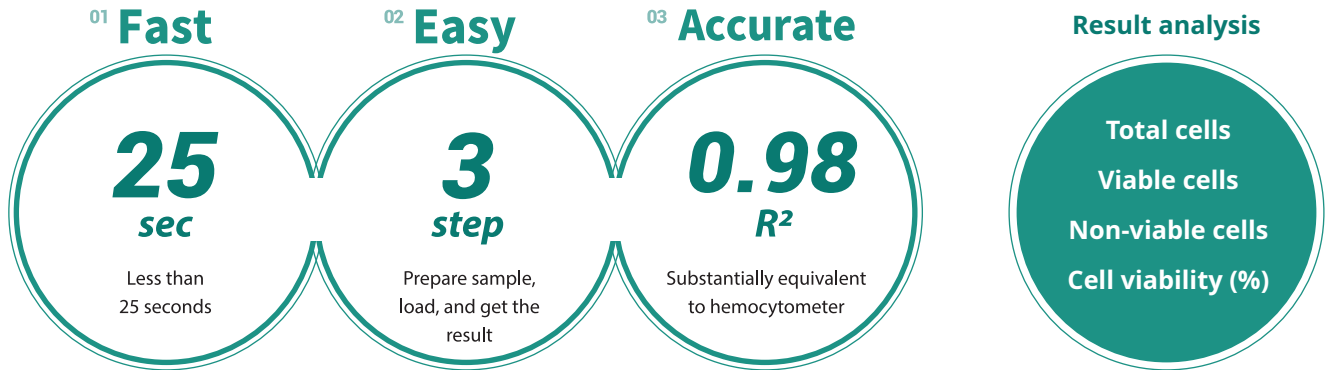 01 Fast
25
sec
Less than
25 seconds
02 Easy
3
step
Prepare sample,
load, and get the
result
03 Accurate
0.98
R²
Substantially equivalent
to hemocytometer
Result analysis
Total cells
Viable cells
Non-viable cells
Cell viability (%)